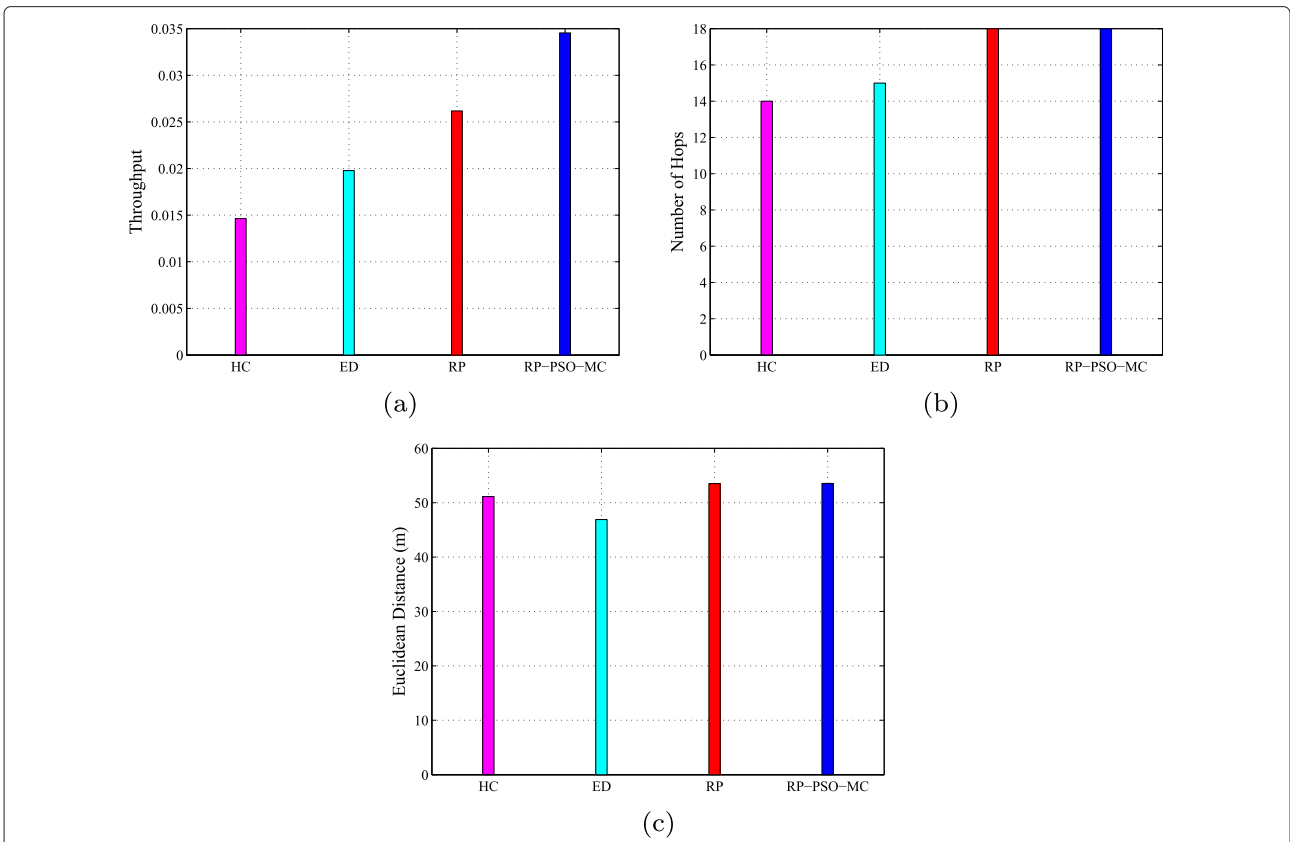 0.035
0.03
0.025
0.02
0.015
0.01
0.005
0
Throughput
HC ED RP RP−PSO−MC
(a)
18
16
14
12
10
8
6
4
2
0
Number of Hops
HC ED RP RP−PSO−MC
(b)
60
50
40
30
20
10
0
Euclidean Distance (m)
HC ED RP RP−PSO−MC
(c)